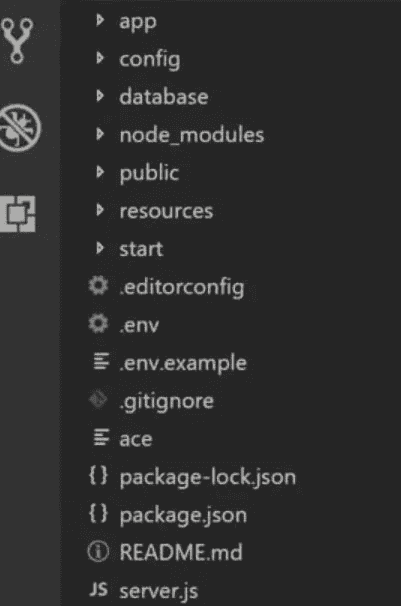 app
config
database
node_modules
public
resources
start
.editorconfig
.env
.env.example
.gitignore
ace
{} package-lock.json
{} package.json
README.md
JS server.js